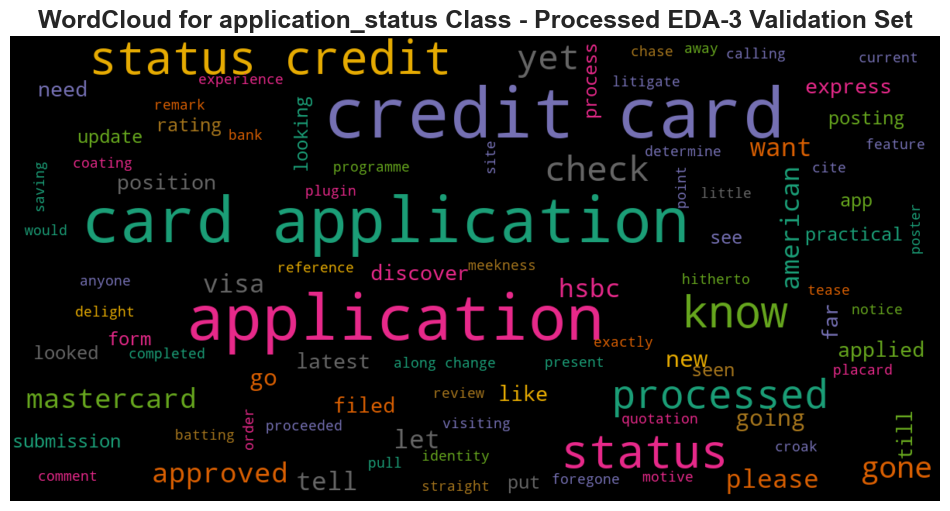 WordCloud for application_status Class - Processed EDA-3 Validation Set
status credit
yet
process
chase
away
calling
current
need
experience
litigate
express
remark
credit card
posting
update
rating
bank
looking
want
feature
coating
programme
site
check
determine
cite
saving
position
plugin
point
little
american
app
would
card application
see
practical
poster
anyone
reference
discover
meekness
hitherto
tease
delight
visa
hsbc
know
far
notice
form
application
exactly
looked
completed
latest
along change
present
new
seen
applied
placard
mastercard
go
filed
review
like
processed
going
till
submission
batting
order
proceeded
let
visiting
quotation
status
croak
comment
approved
tell
pull
identity
straight
put
foregone
motive
please
gone